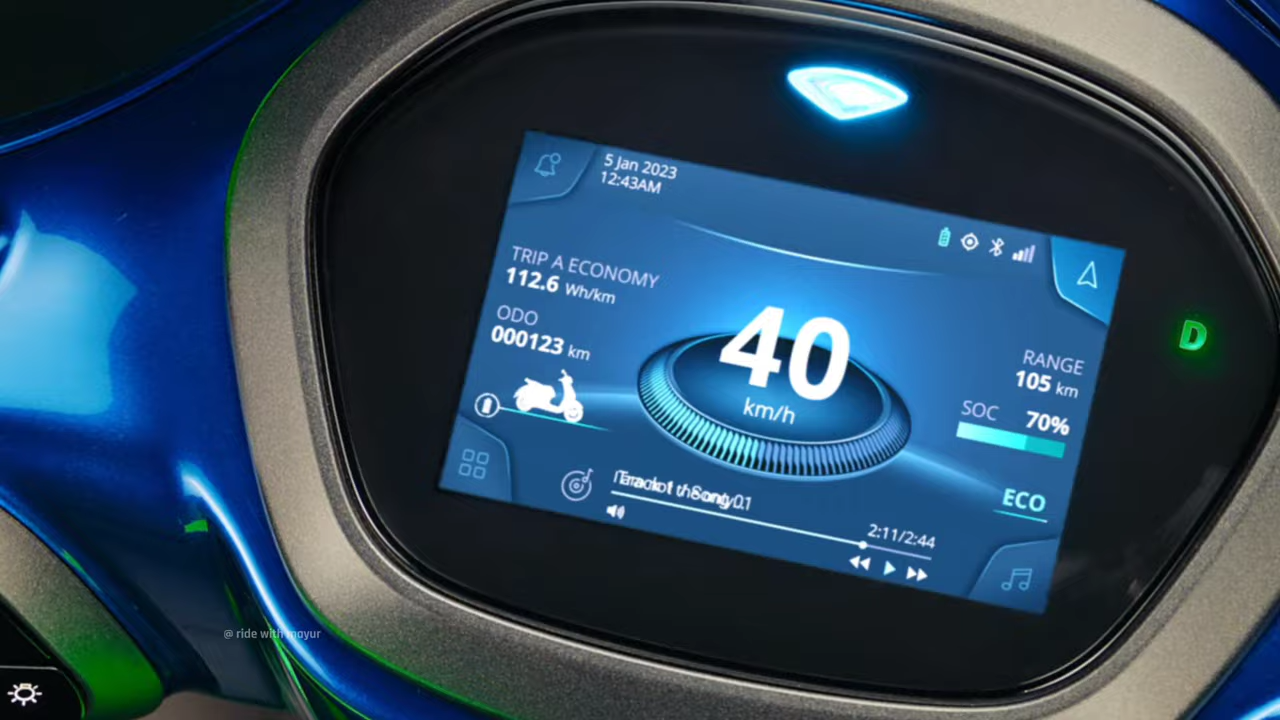 5 Jan 2023
12:43AM
TRIP A ECONOMY
112.6 Wh/km
ODO
000123 km
40
km/h
RANGE
105 km
SOC 70%
D
ECO
2:11/2:44
@ ride with mayur